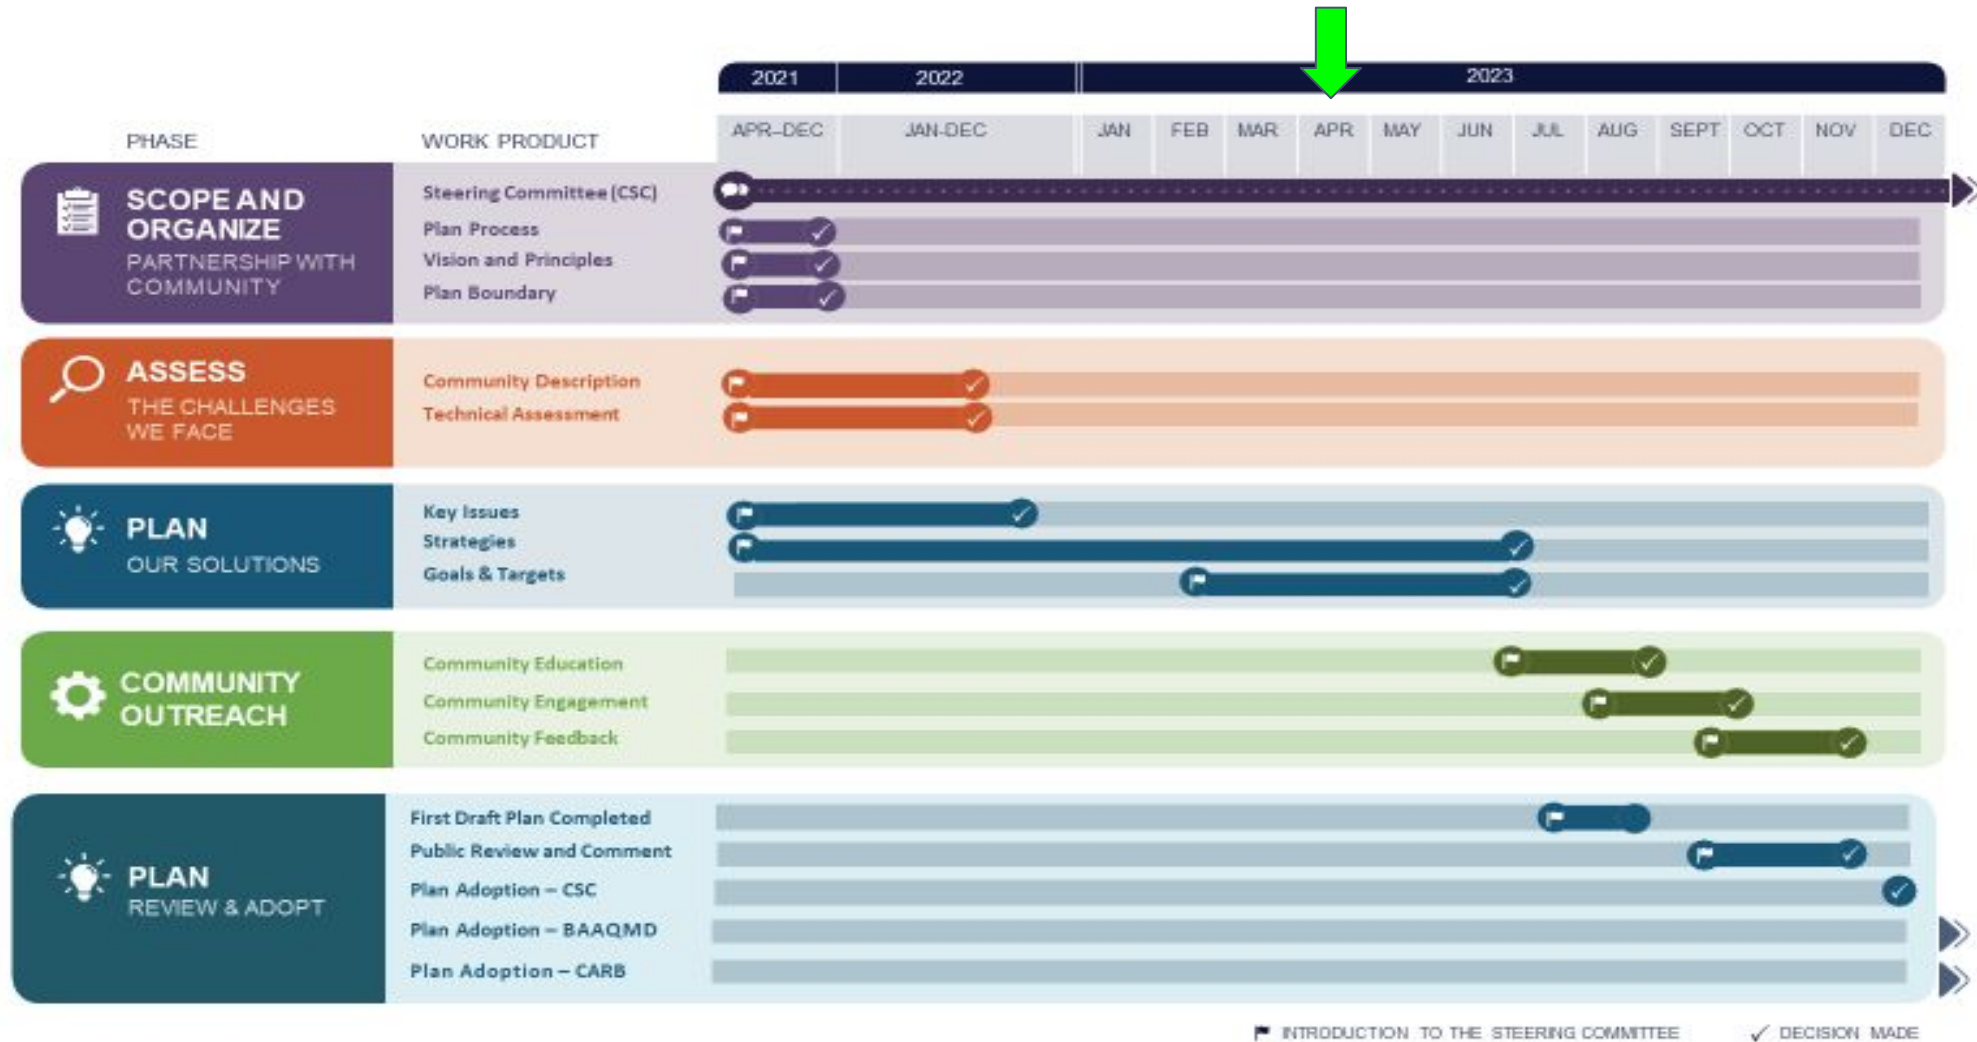 2021 2022 2023
PHASE WORK PRODUCT APR–DEC JAN-DEC JAN FEB MAR APR MAY JUN JUL AUG SEPT OCT NOV DEC
SCOPE AND
ORGANIZE
PARTNERSHIP WITH
COMMUNITY
Steering Committee (CSC)
Plan Process
Vision and Principles
Plan Boundary
ASSESS
THE CHALLENGES
WE FACE
Community Description
Technical Assessment
PLAN
OUR SOLUTIONS
Key Issues
Strategies
Goals & Targets
COMMUNITY
OUTREACH
Community Education
Community Engagement
Community Feedback
PLAN
REVIEW & ADOPT
First Draft Plan Completed
Public Review and Comment
Plan Adoption – CSC
Plan Adoption – BAAQMD
Plan Adoption – CARB
INTRODUCTION TO THE STEERING COMMITTEE ✓ DECISION MADE